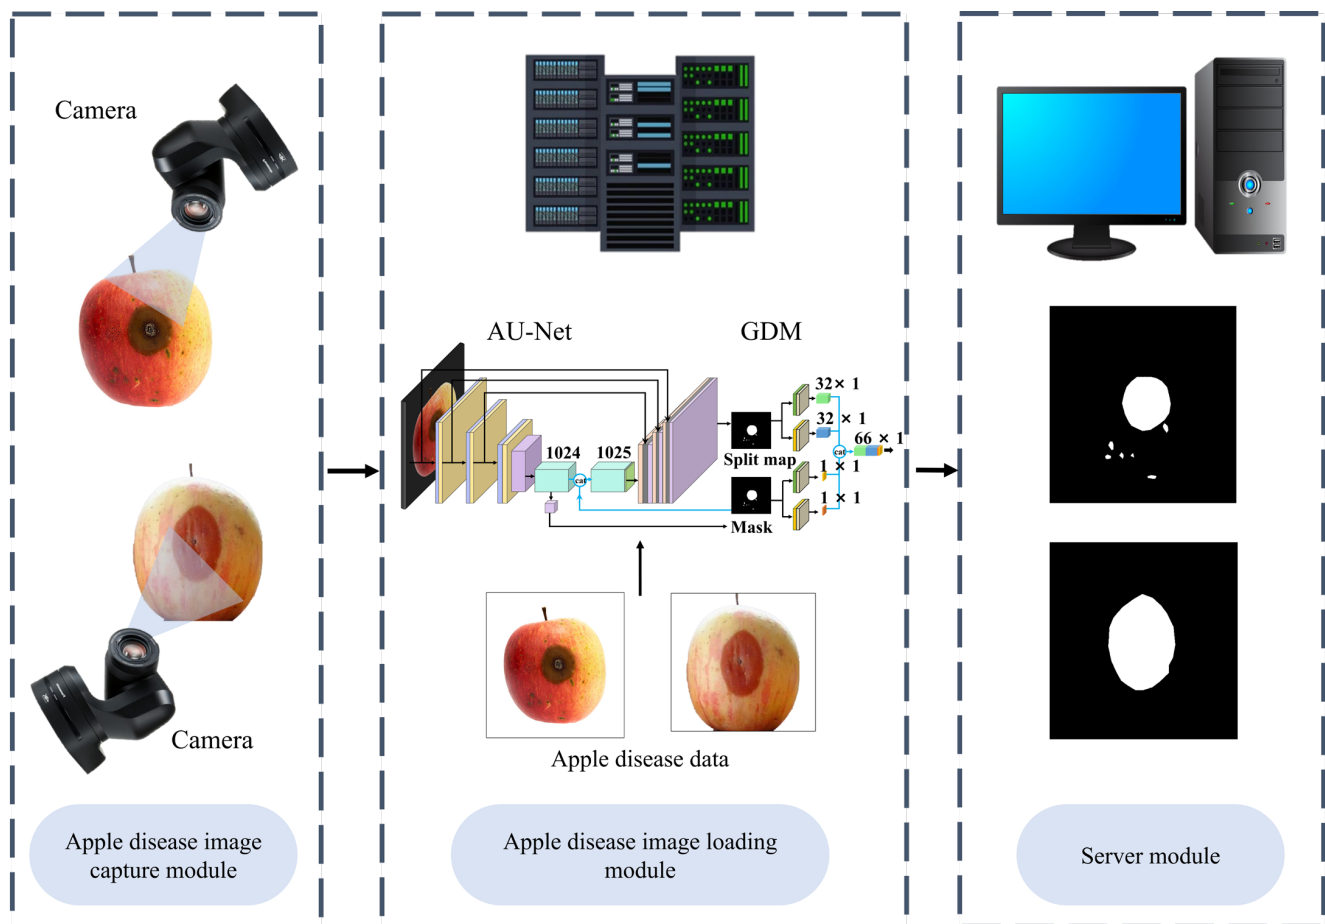 Camera
Camera
Apple disease image
capture module
AU-Net
GDM
1024
1025
cat
32× 1
32 × 1
Split map
cat
66 × 1
1 × 1
1 × 1
Mask
Apple disease data
Apple disease image loading
module
Server module